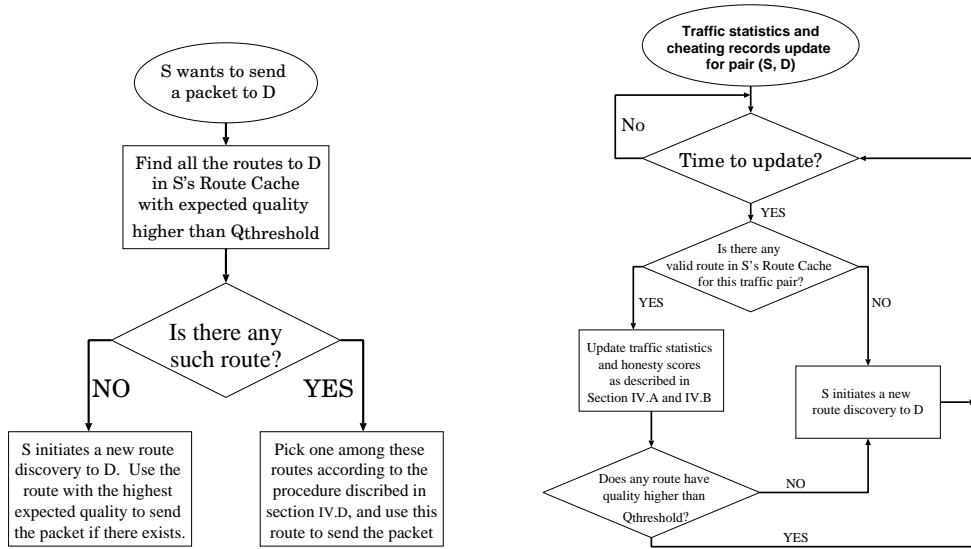 S wants to send
a packet to D
Find all the routes to D
in S's Route Cache
with expected quality
higher than Qthreshold
Is there any
such route?
NO
YES
S initiates a new route
discovery to D. Use the
route with the highest
expected quality to send
the packet if there exists.
Pick one among these
routes according to the
procedure discribed in
section IV.D, and use this
route to send the packet
Traffic statistics and
cheating records update
for pair (S, D)
No
Time to update?
YES
Is there any
valid route in S's Route Cache
for this traffic pair?
YES
NO
Update traffic statistics
and honesty scores
as described in
Section IV.A and IV.B
S initiates a new
route discovery to D
Does any route have
quality higher than
Qthreshold?
NO
YES